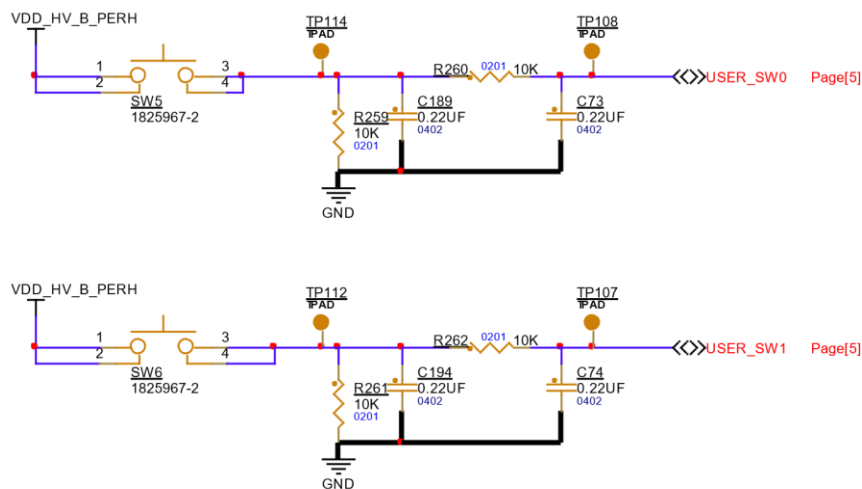 VDD_HV_B_PERH
TP114
TPAD
TP108
TPAD
1
2
3
4
SW5
1825967-2
R260
0201
10K
USER_SW0 Page[5]
R259
10K
0201
C189
0.22UF
0402
C73
0.22UF
0402
GND
VDD_HV_B_PERH
TP112
TPAD
TP107
TPAD
1
2
3
4
SW6
1825967-2
R262
0201
10K
USER_SW1 Page[5]
R261
10K
0201
C194
0.22UF
0402
C74
0.22UF
0402
GND